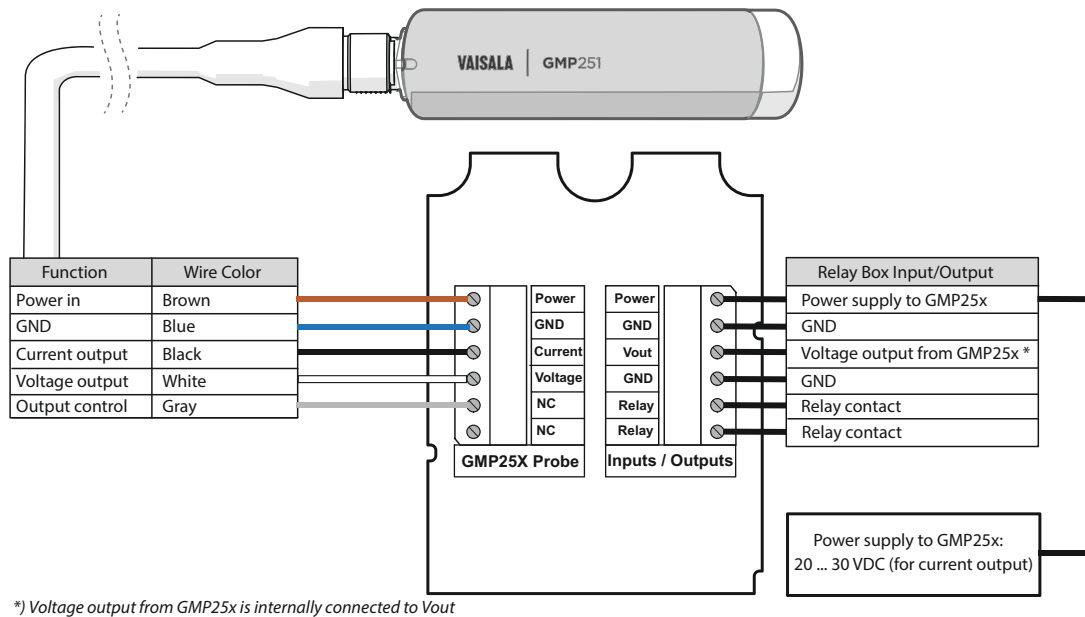 VAISALA | GMP251
Function Wire Color
Power in Brown
GND Blue
Current output Black
Voltage output White
Output control Gray
Power
GND
Current
Voltage
NC
NC
GMP25X Probe
Power
GND
Vout
GND
Relay
Relay
Inputs / Outputs
Relay Box Input/Output
Power supply to GMP25x
GND
Voltage output from GMP25x *
GND
Relay contact
Relay contact
Power supply to GMP25x:
20 ... 30 VDC (for current output)
*) Voltage output from GMP25x is internally connected to Vout